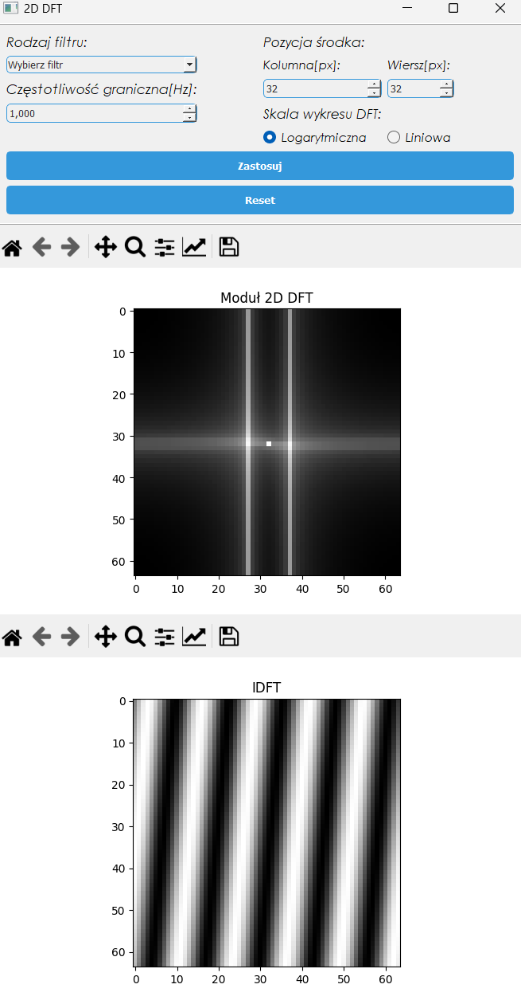 2D DFT
Rodzaj filtru:
Wybierz filtr
Częstotliwość graniczna[Hz]:
1,000
Pozycja środka:
Kolumna[px]: Wiersz[px]:
32 32
Skala wykresu DFT:
Logarytmiczna Liniowa
Zastosuj
Reset
Moduł 2D DFT
0
10
20
30
40
50
60
0 10 20 30 40 50 60
IDFT
0
10
20
30
40
50
60
0 10 20 30 40 50 60